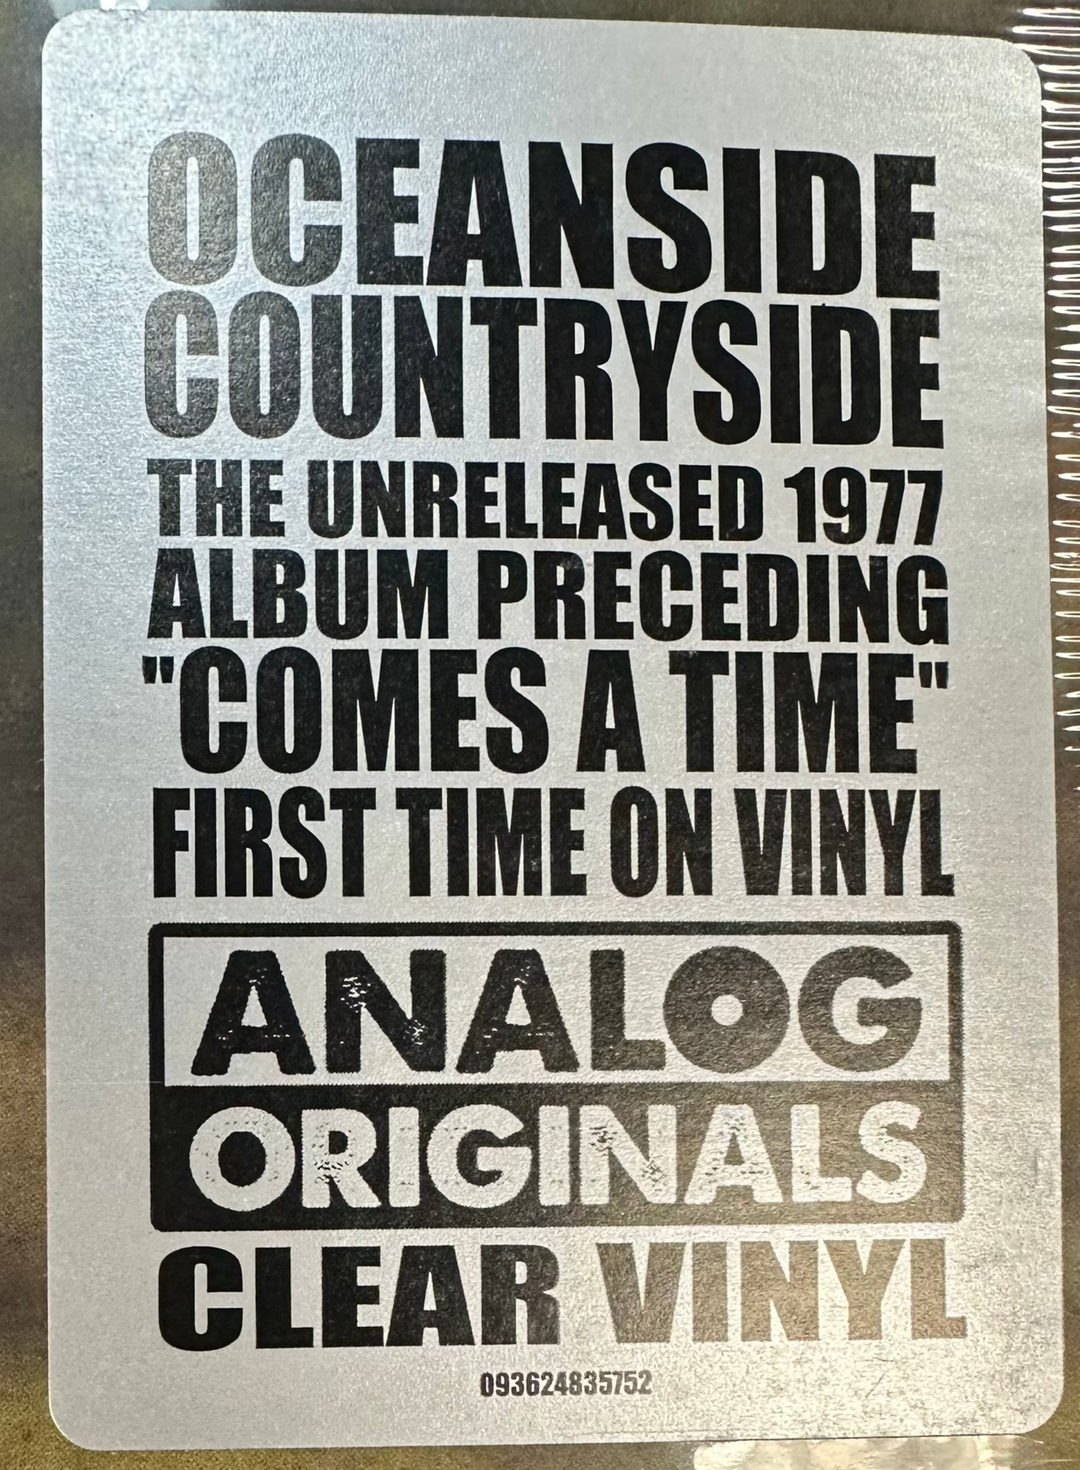 OCEANSIDE
COUNTRYSIDE
THE UNRELEASED 1977
ALBUM PRECEDING
"COMES A TIME"
FIRST TIME ON VINYL
ANALOG
ORIGINALS
CLEAR VINYL
093624835752